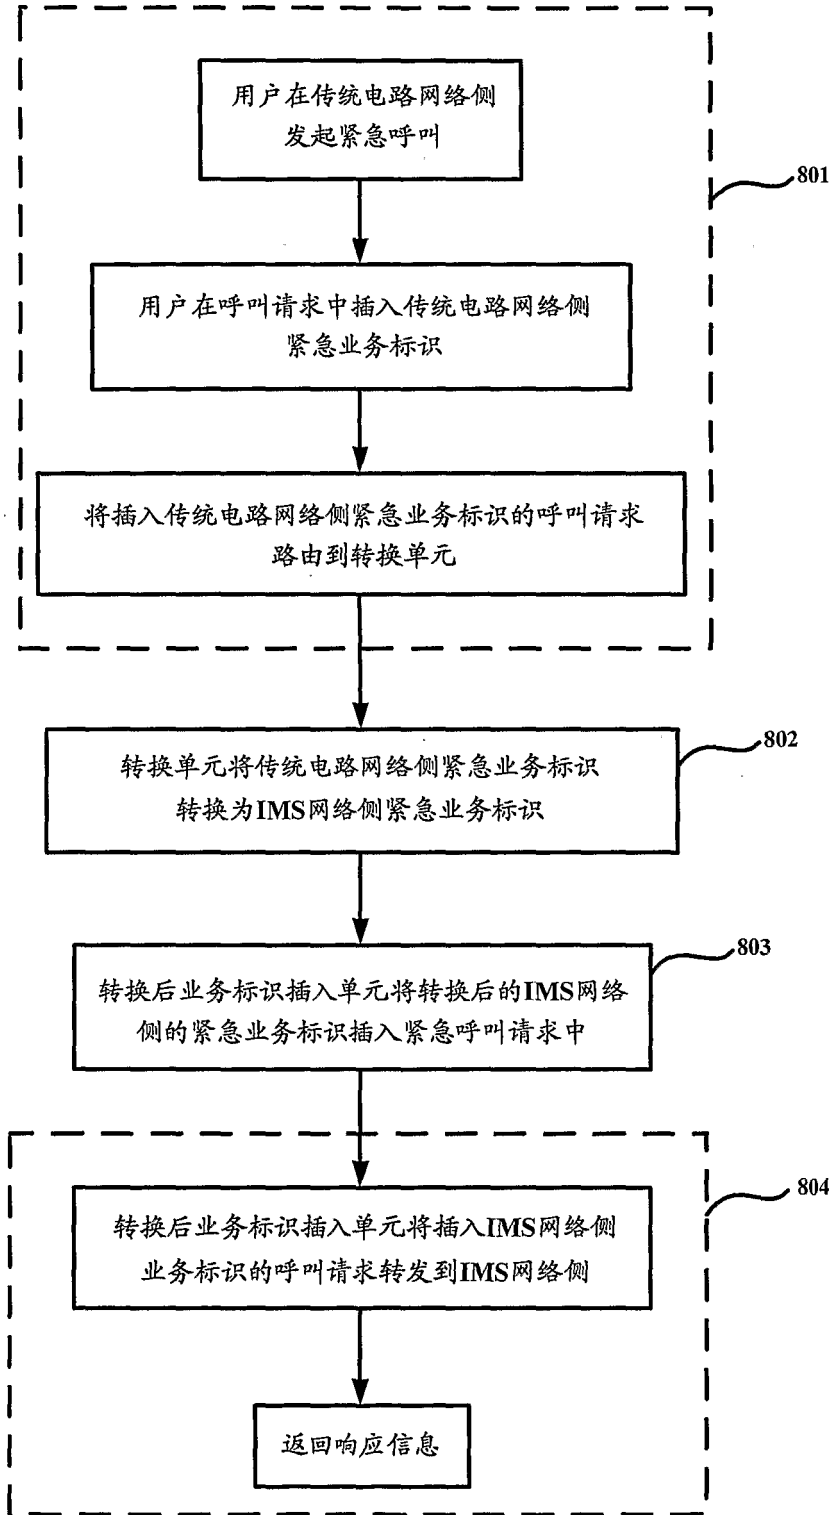 用户在传统电路网络侧
发起紧急呼叫
801
用户在呼叫请求中插入传统电路网络侧
紧急业务标识
将插入传统电路网络侧紧急业务标识的呼叫请求
路由到转换单元
802
转换单元将传统电路网络侧紧急业务标识
转换为IMS网络侧紧急业务标识
803
转换后业务标识插入单元将转换后的IMS网络
侧的紧急业务标识插入紧急呼叫请求中
804
转换后业务标识插入单元将插入IMS网络侧
业务标识的呼叫请求转发到IMS网络侧
返回响应信息